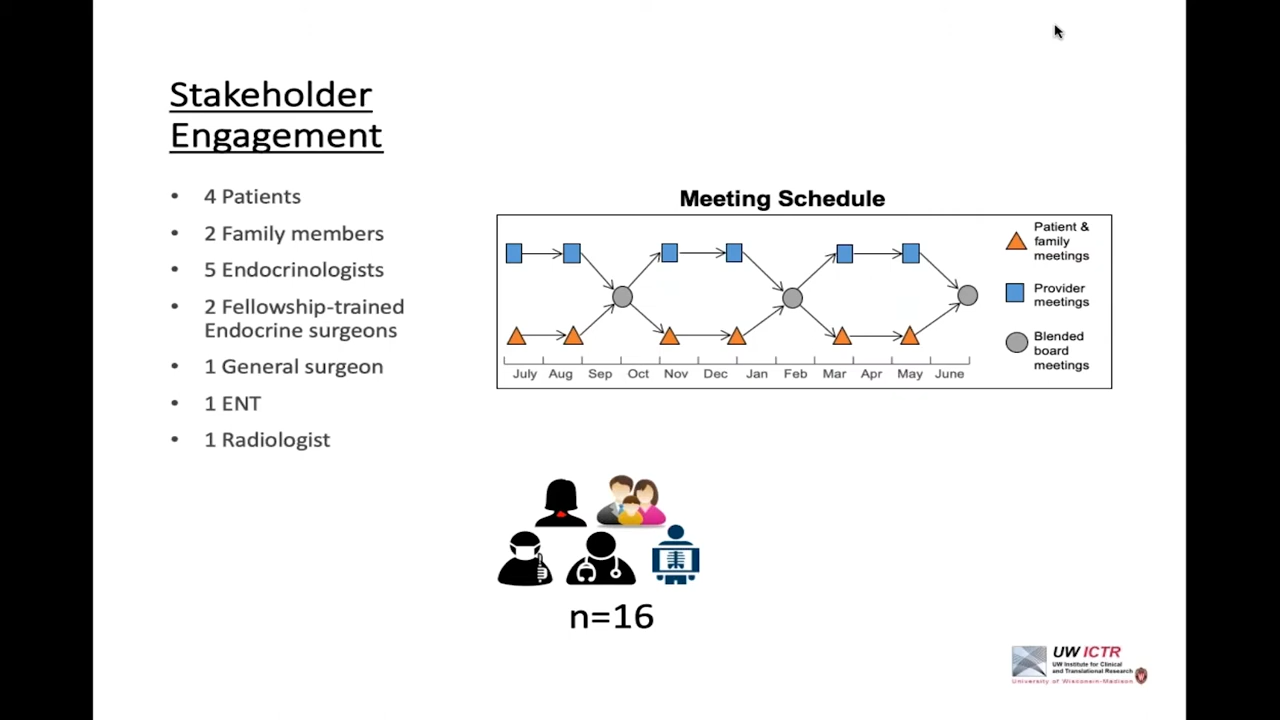 Stakeholder
Engagement
• 4 Patients
• 2 Family members
• 5 Endocrinologists
• 2 Fellowship-trained
Endocrine surgeons
• 1 General surgeon
• 1 ENT
• 1 Radiologist
Meeting Schedule
Patient &
family
meetings
Provider
meetings
Blended
board
meetings
July Aug Sep Oct Nov Dec Jan Feb Mar Apr May June
n=16
UW ICTR
UW Institute for Clinical
and Translational Research
University of Wisconsin-Madison
W